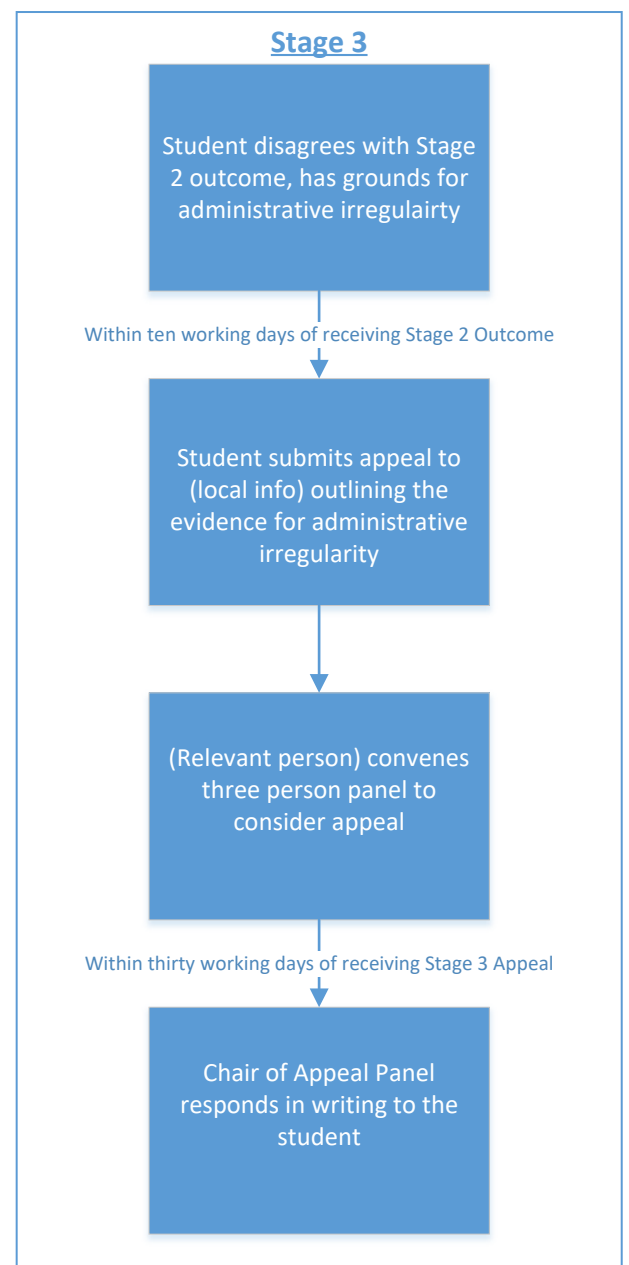 Stage 3
Student disagrees with Stage
2 outcome, has grounds for
administrative irregulairty
Within ten working days of receiving Stage 2 Outcome
Student submits appeal to
(local info) outlining the
evidence for administrative
irregularity
(Relevant person) convenes
three person panel to
consider appeal
Within thirty working days of receiving Stage 3 Appeal
Chair of Appeal Panel
responds in writing to the
student